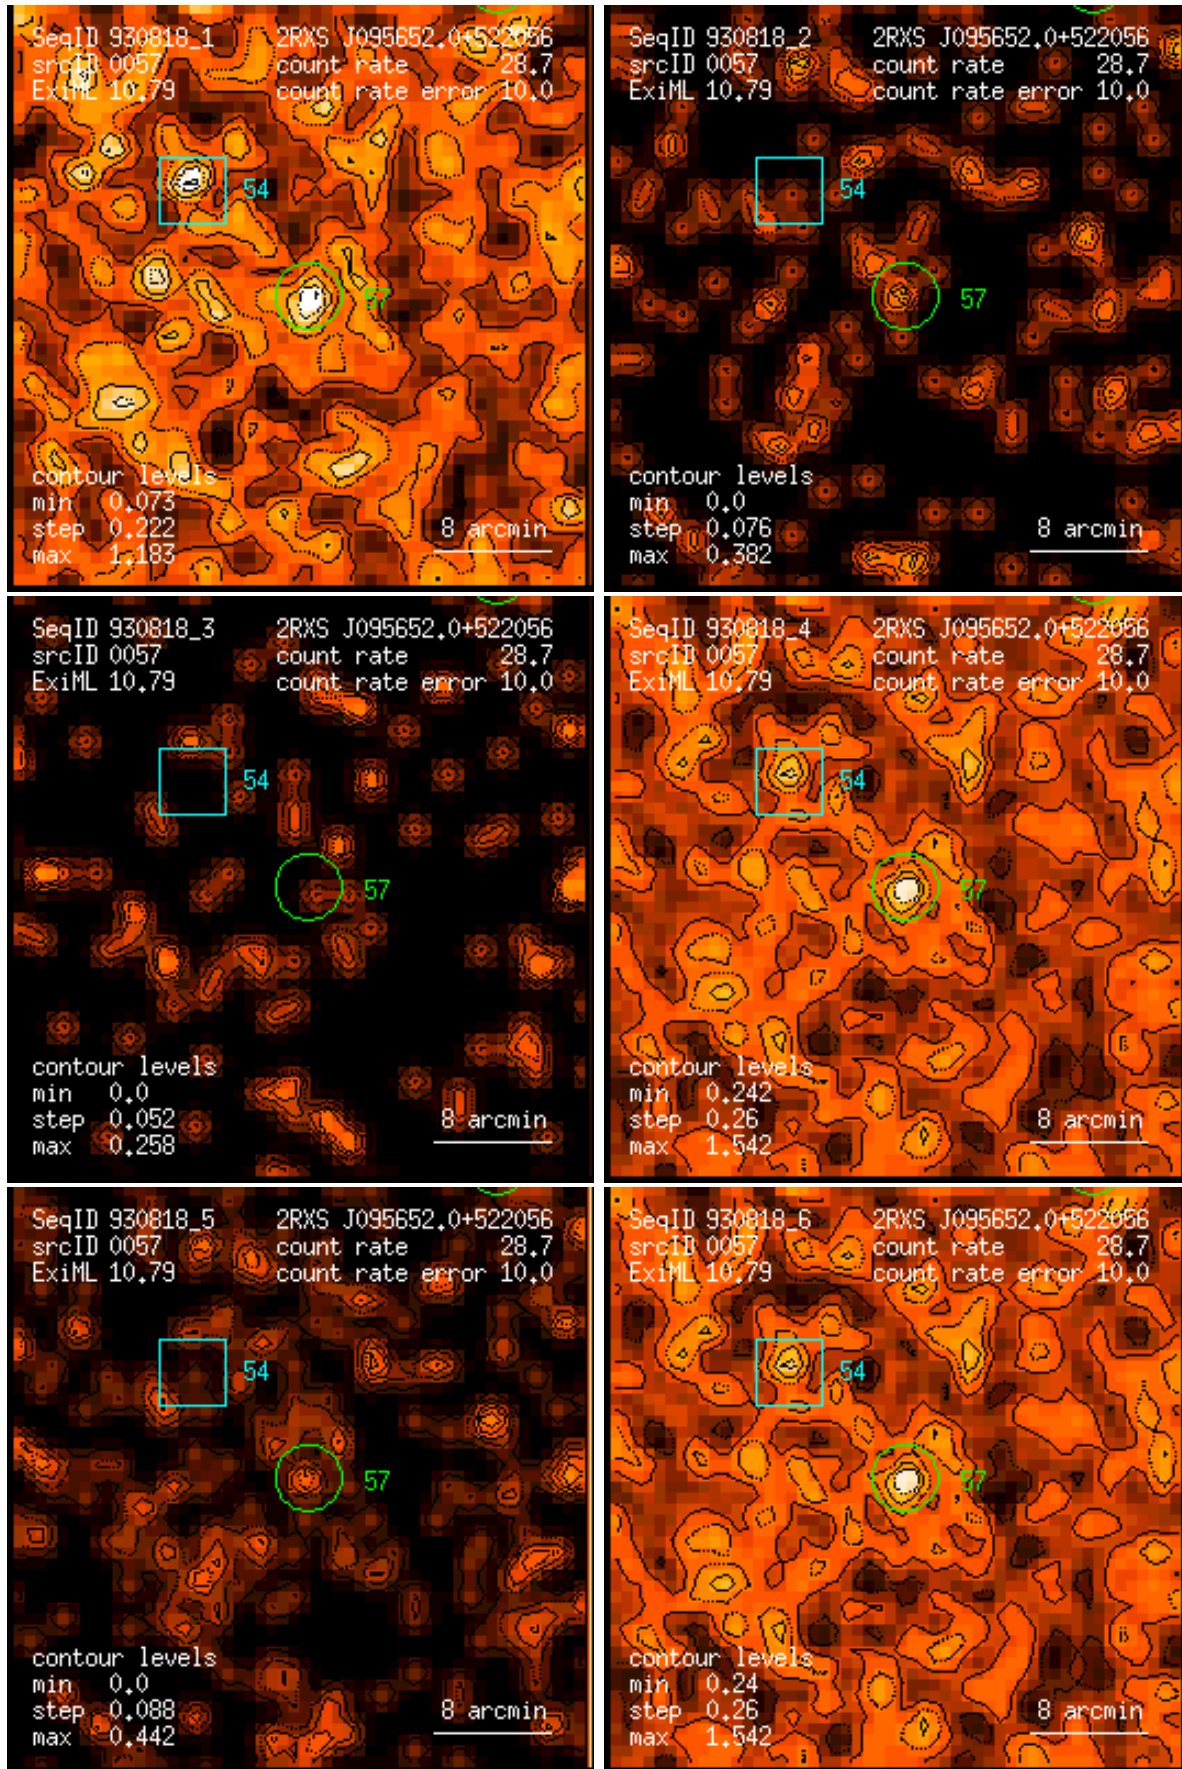 SeqID 930818_1 2RXS J095652.0+522056
srcID 0057 count rate 28.7
ExiML 10.79 count rate error 10.0
54
57
contour levels
min 0.073
step 0.222 8 arcmin
max 1.183
SeqID 930818_2 2RXS J095652.0+522056
srcID 0057 count rate 28.7
ExiML 10.79 count rate error 10.0
54
57
contour levels
min 0.0
step 0.076 8 arcmin
max 0.382
SeqID 930818_3 2RXS J095652.0+522056
srcID 0057 count rate 28.7
ExiML 10.79 count rate error 10.0
54
57
contour levels
min 0.0
step 0.052 8 arcmin
max 0.258
SeqID 930818_4 2RXS J095652.0+522056
srcID 0057 count rate 28.7
ExiML 10.79 count rate error 10.0
54
57
contour levels
min 0.242
step 0.26 8 arcmin
max 1.542
SeqID 930818_5 2RXS J095652.0+522056
srcID 0057 count rate 28.7
ExiML 10.79 count rate error 10.0
54
57
contour levels
min 0.0
step 0.088 8 arcmin
max 0.442
SeqID 930818_6 2RXS J095652.0+522056
srcID 0057 count rate 28.7
ExiML 10.79 count rate error 10.0
54
57
contour levels
min 0.24
step 0.26 8 arcmin
max 1.542